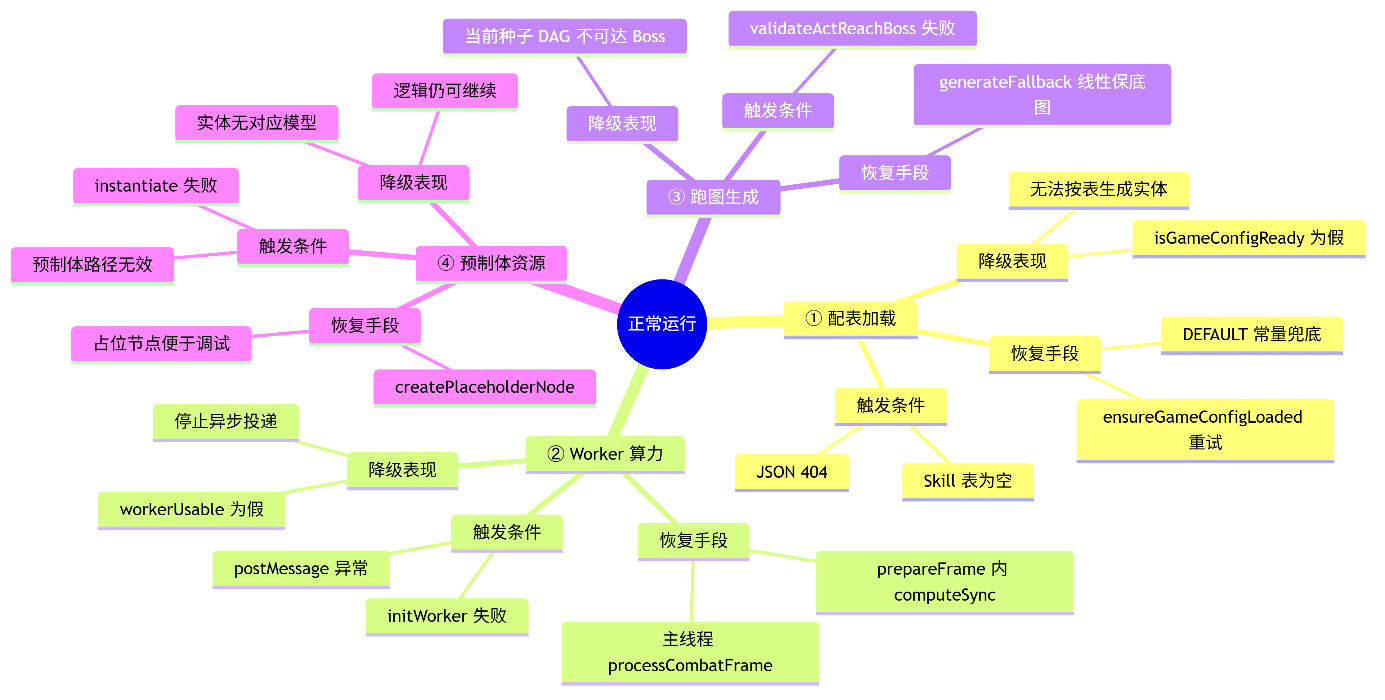 正常运行
① 配表加载
触发条件
JSON 404
Skill 表为空
降级表现
无法按表生成实体
isGameConfigReady 为假
恢复手段
DEFAULT 常量兜底
ensureGameConfigLoaded
重试
② Worker 算力
触发条件
postMessage 异常
initWorker 失败
降级表现
停止异步投递
workerUsable 为假
恢复手段
主线程
processCombatFrame
prepareFrame 内
computeSync
③ 跑图生成
触发条件
validateActReachBoss 失败
降级表现
当前种子 DAG 不可达 Boss
恢复手段
generateFallback 线性保底
图
④ 预制体资源
触发条件
instantiate 失败
预制体路径无效
降级表现
实体无对应模型
逻辑仍可继续
恢复手段
占位节点便于调试
createPlaceholderNode